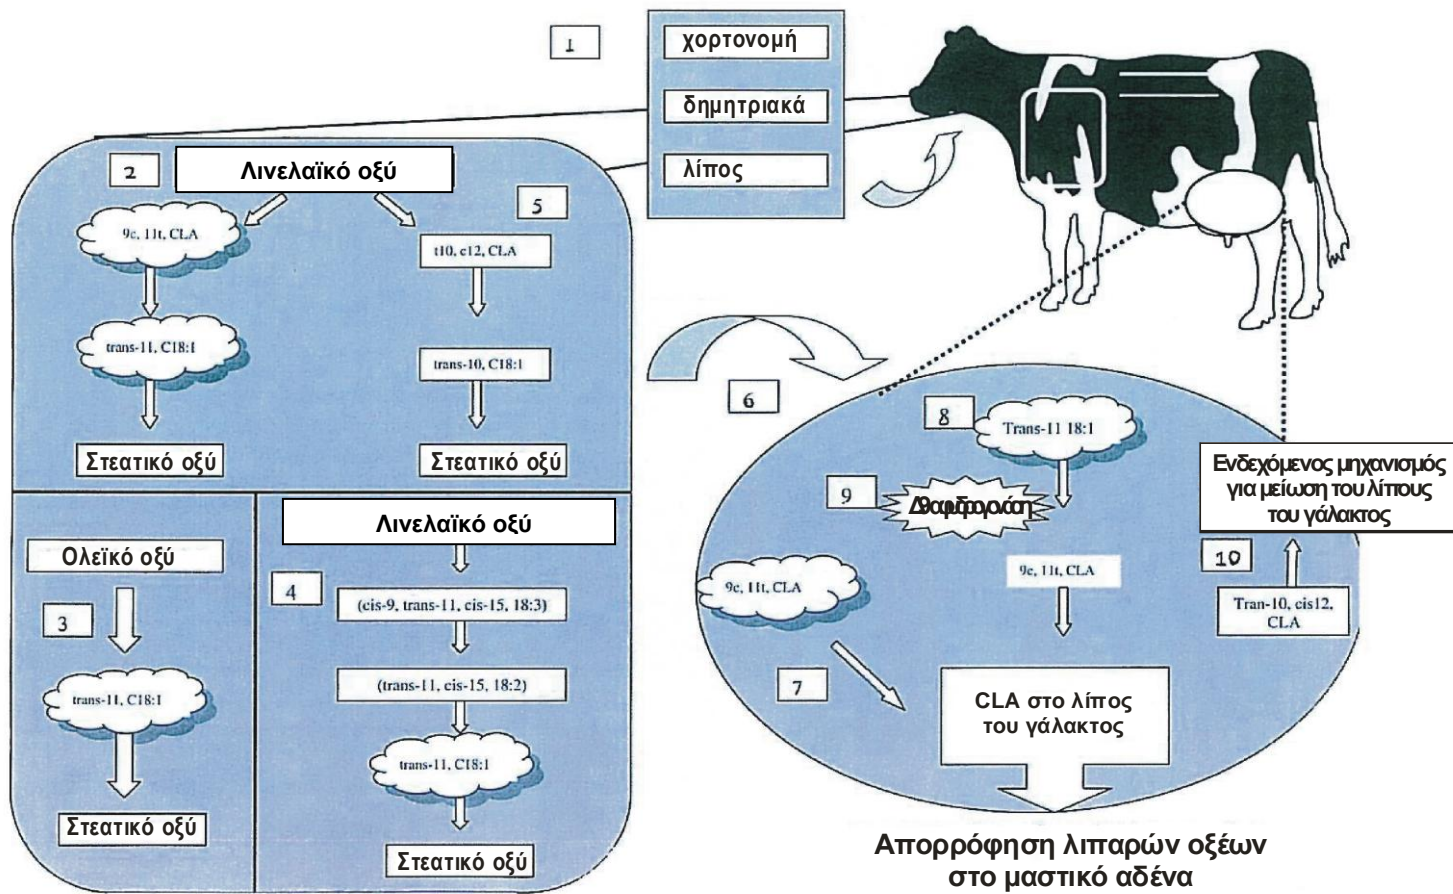 1
χορτονομή
δημητριακά
λίπος
2
Λινελαϊκό οξύ
5
9c, 11t, CLA
t10, c12, CLA
trans-11, C18:1
trans-10, C18:1
Στεατικό οξύ
Στεατικό οξύ
Ολεϊκό οξύ
3
trans-11, C18:1
Στεατικό οξύ
Λινελαϊκό οξύ
4
(cis-9, trans-11, cis-15, 18:3)
(trans-11, cis-15, 18:2)
trans-11, C18:1
Στεατικό οξύ
6
8
Trans-11 18:1
9
9c, 11t, CLA
9c, 11t, CLA
7
CLA στο λίπος
του γάλακτος
Ενδεχόμενος μηχανισμός
για μείωση του λίπους
του γάλακτος
10
Tran-10, cis12,
CLA
Απορρόφηση λιπαρών οξέων
στο μαστικό αδένα